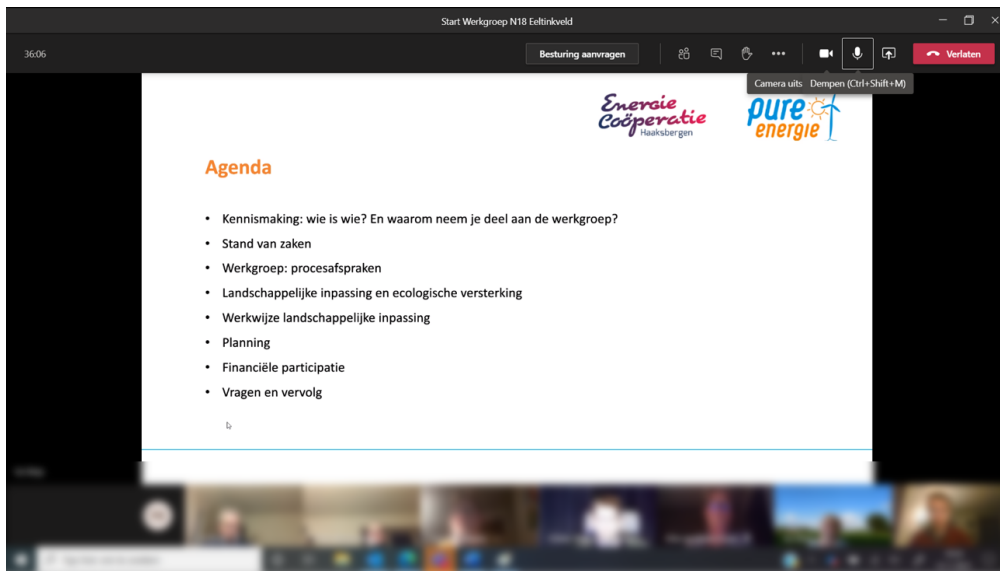 Start Werkgroep N18 Eeltinkveld
36:06
Besturing aanvragen
Verlaten
Camera uits Dempen (Ctrl+Shift+M)
Energie
Coöperatie
Haaksbergen
pure
energie
Agenda
• Kennismaking: wie is wie? En waarom neem je deel aan de werkgroep?
• Stand van zaken
• Werkgroep: procesafspraken
• Landschappelijke inpassing en ecologische versterking
• Werkwijze landschappelijke inpassing
• Planning
• Financiële participatie
• Vragen en vervolg